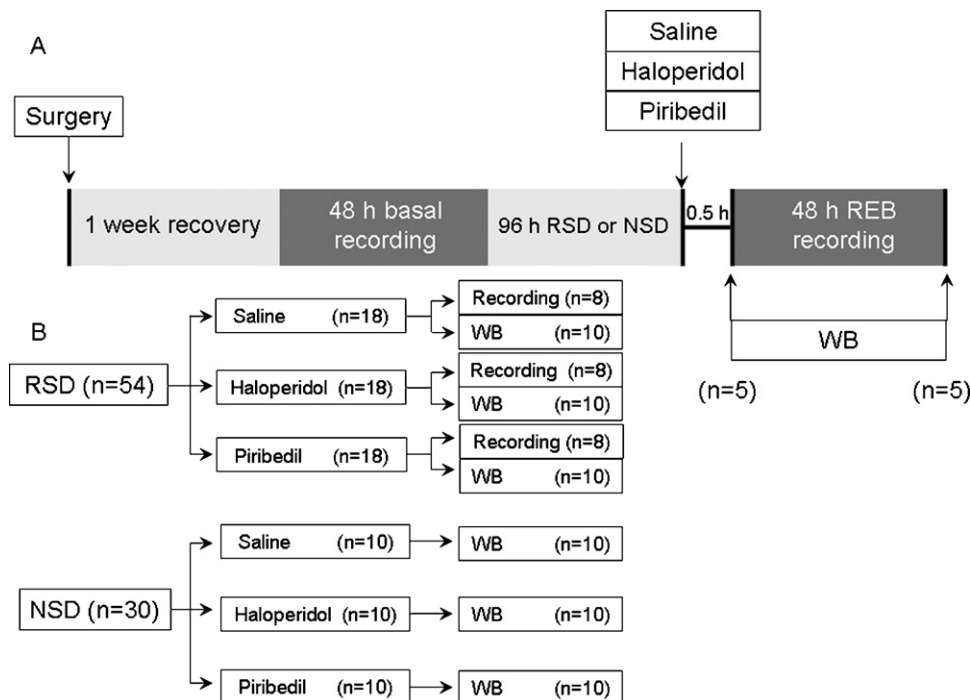 A
Surgery
Saline
Haloperidol
Piribedil
1 week recovery
48 h basal
recording
96 h RSD or NSD
0.5 h
48 h REB
recording
WB
(n=5)
(n=5)
B
RSD (n=54)
Saline (n=18)
Recording (n=8)
WB (n=10)
Haloperidol (n=18)
Recording (n=8)
WB (n=10)
Piribedil (n=18)
Recording (n=8)
WB (n=10)
NSD (n=30)
Saline (n=10)
WB (n=10)
Haloperidol (n=10)
WB (n=10)
Piribedil (n=10)
WB (n=10)